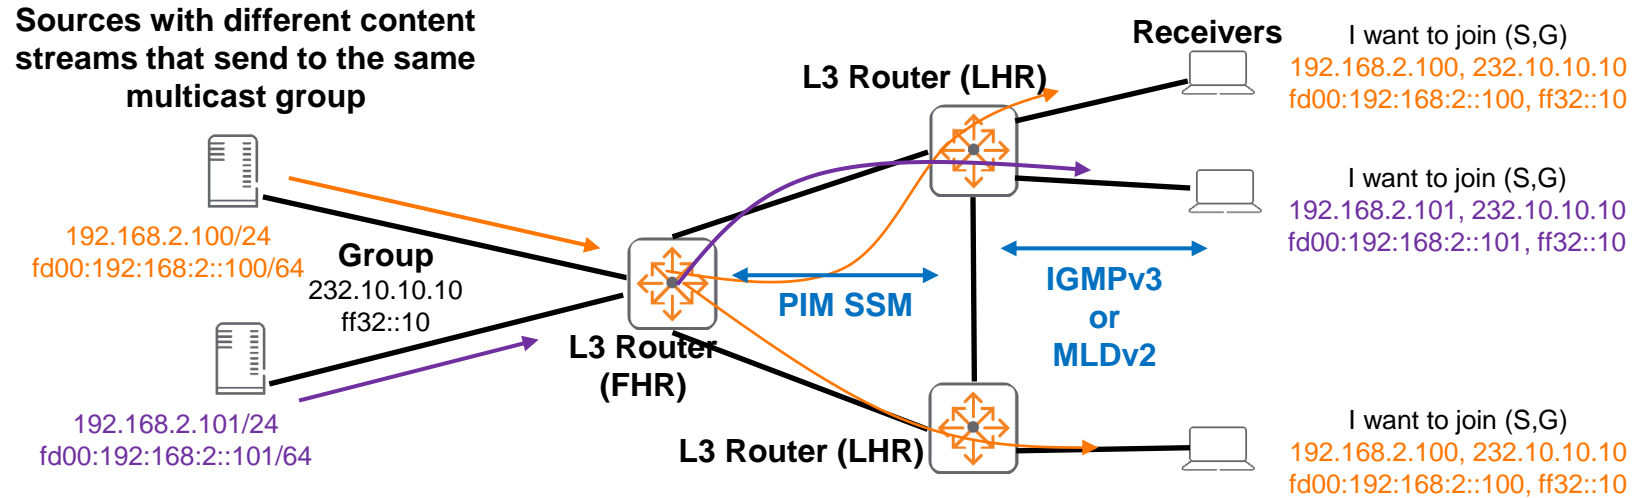 Sources with different content
streams that send to the same
multicast group
192.168.2.100/24
fd00:192:168:2::100/64
192.168.2.101/24
fd00:192:168:2::101/64
Group
232.10.10.10
ff32::10
L3 Router
(FHR)
L3 Router (LHR)
PIM SSM
L3 Router (LHR)
IGMPv3
or
MLDv2
Receivers
I want to join (S,G)
192.168.2.100, 232.10.10.10
fd00:192:168:2::100, ff32::10
I want to join (S,G)
192.168.2.101, 232.10.10.10
fd00:192:168:2::101, ff32::10
I want to join (S,G)
192.168.2.100, 232.10.10.10
fd00:192:168:2::100, ff32::10